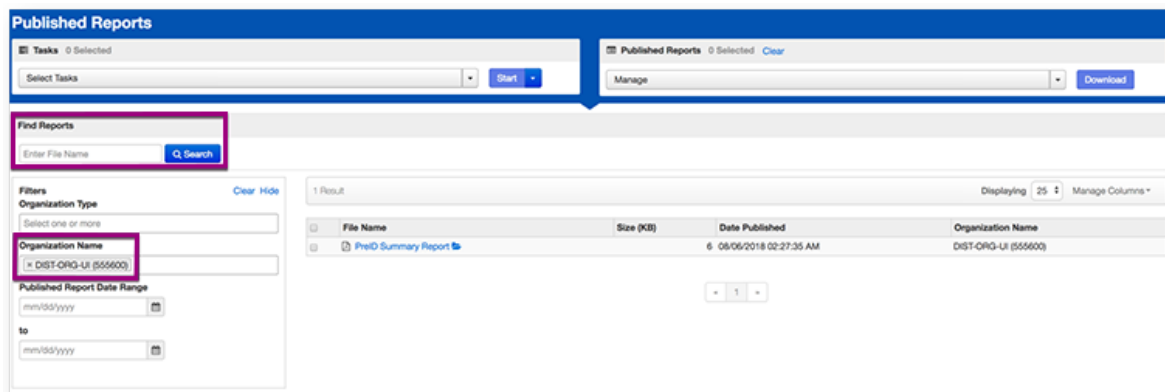 Published Reports
Tasks 0 Selected
Published Reports 0 Selected Clear
Select Tasks
Start
Manage
Download
Find Reports
Enter File Name
Search
Filters Clear Hide
1 Result
Displaying 25 Manage Columns
Organization Type
Select one or more
File Name Size (KB) Date Published Organization Name
PreID Summary Report 6 08/06/2018 02:27:35 AM DIST-ORG-UI (555600)
Organization Name
× DIST-ORG-UI (555600)
Published Report Date Range
mm/dd/yyyy
to
mm/dd/yyyy
« 1 »